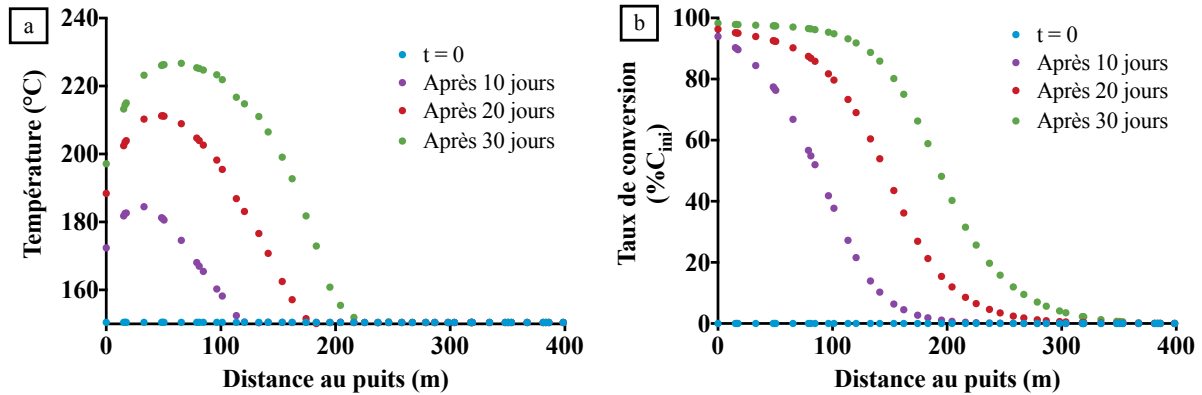 a
Température (°C)
240
220
200
180
160
0
100
200
300
400
Distance au puits (m)
t = 0
Après 10 jours
Après 20 jours
Après 30 jours
b
Taux de conversion
(%C_ini)
100
80
60
40
20
0
0
100
200
300
400
Distance au puits (m)
t = 0
Après 10 jours
Après 20 jours
Après 30 jours